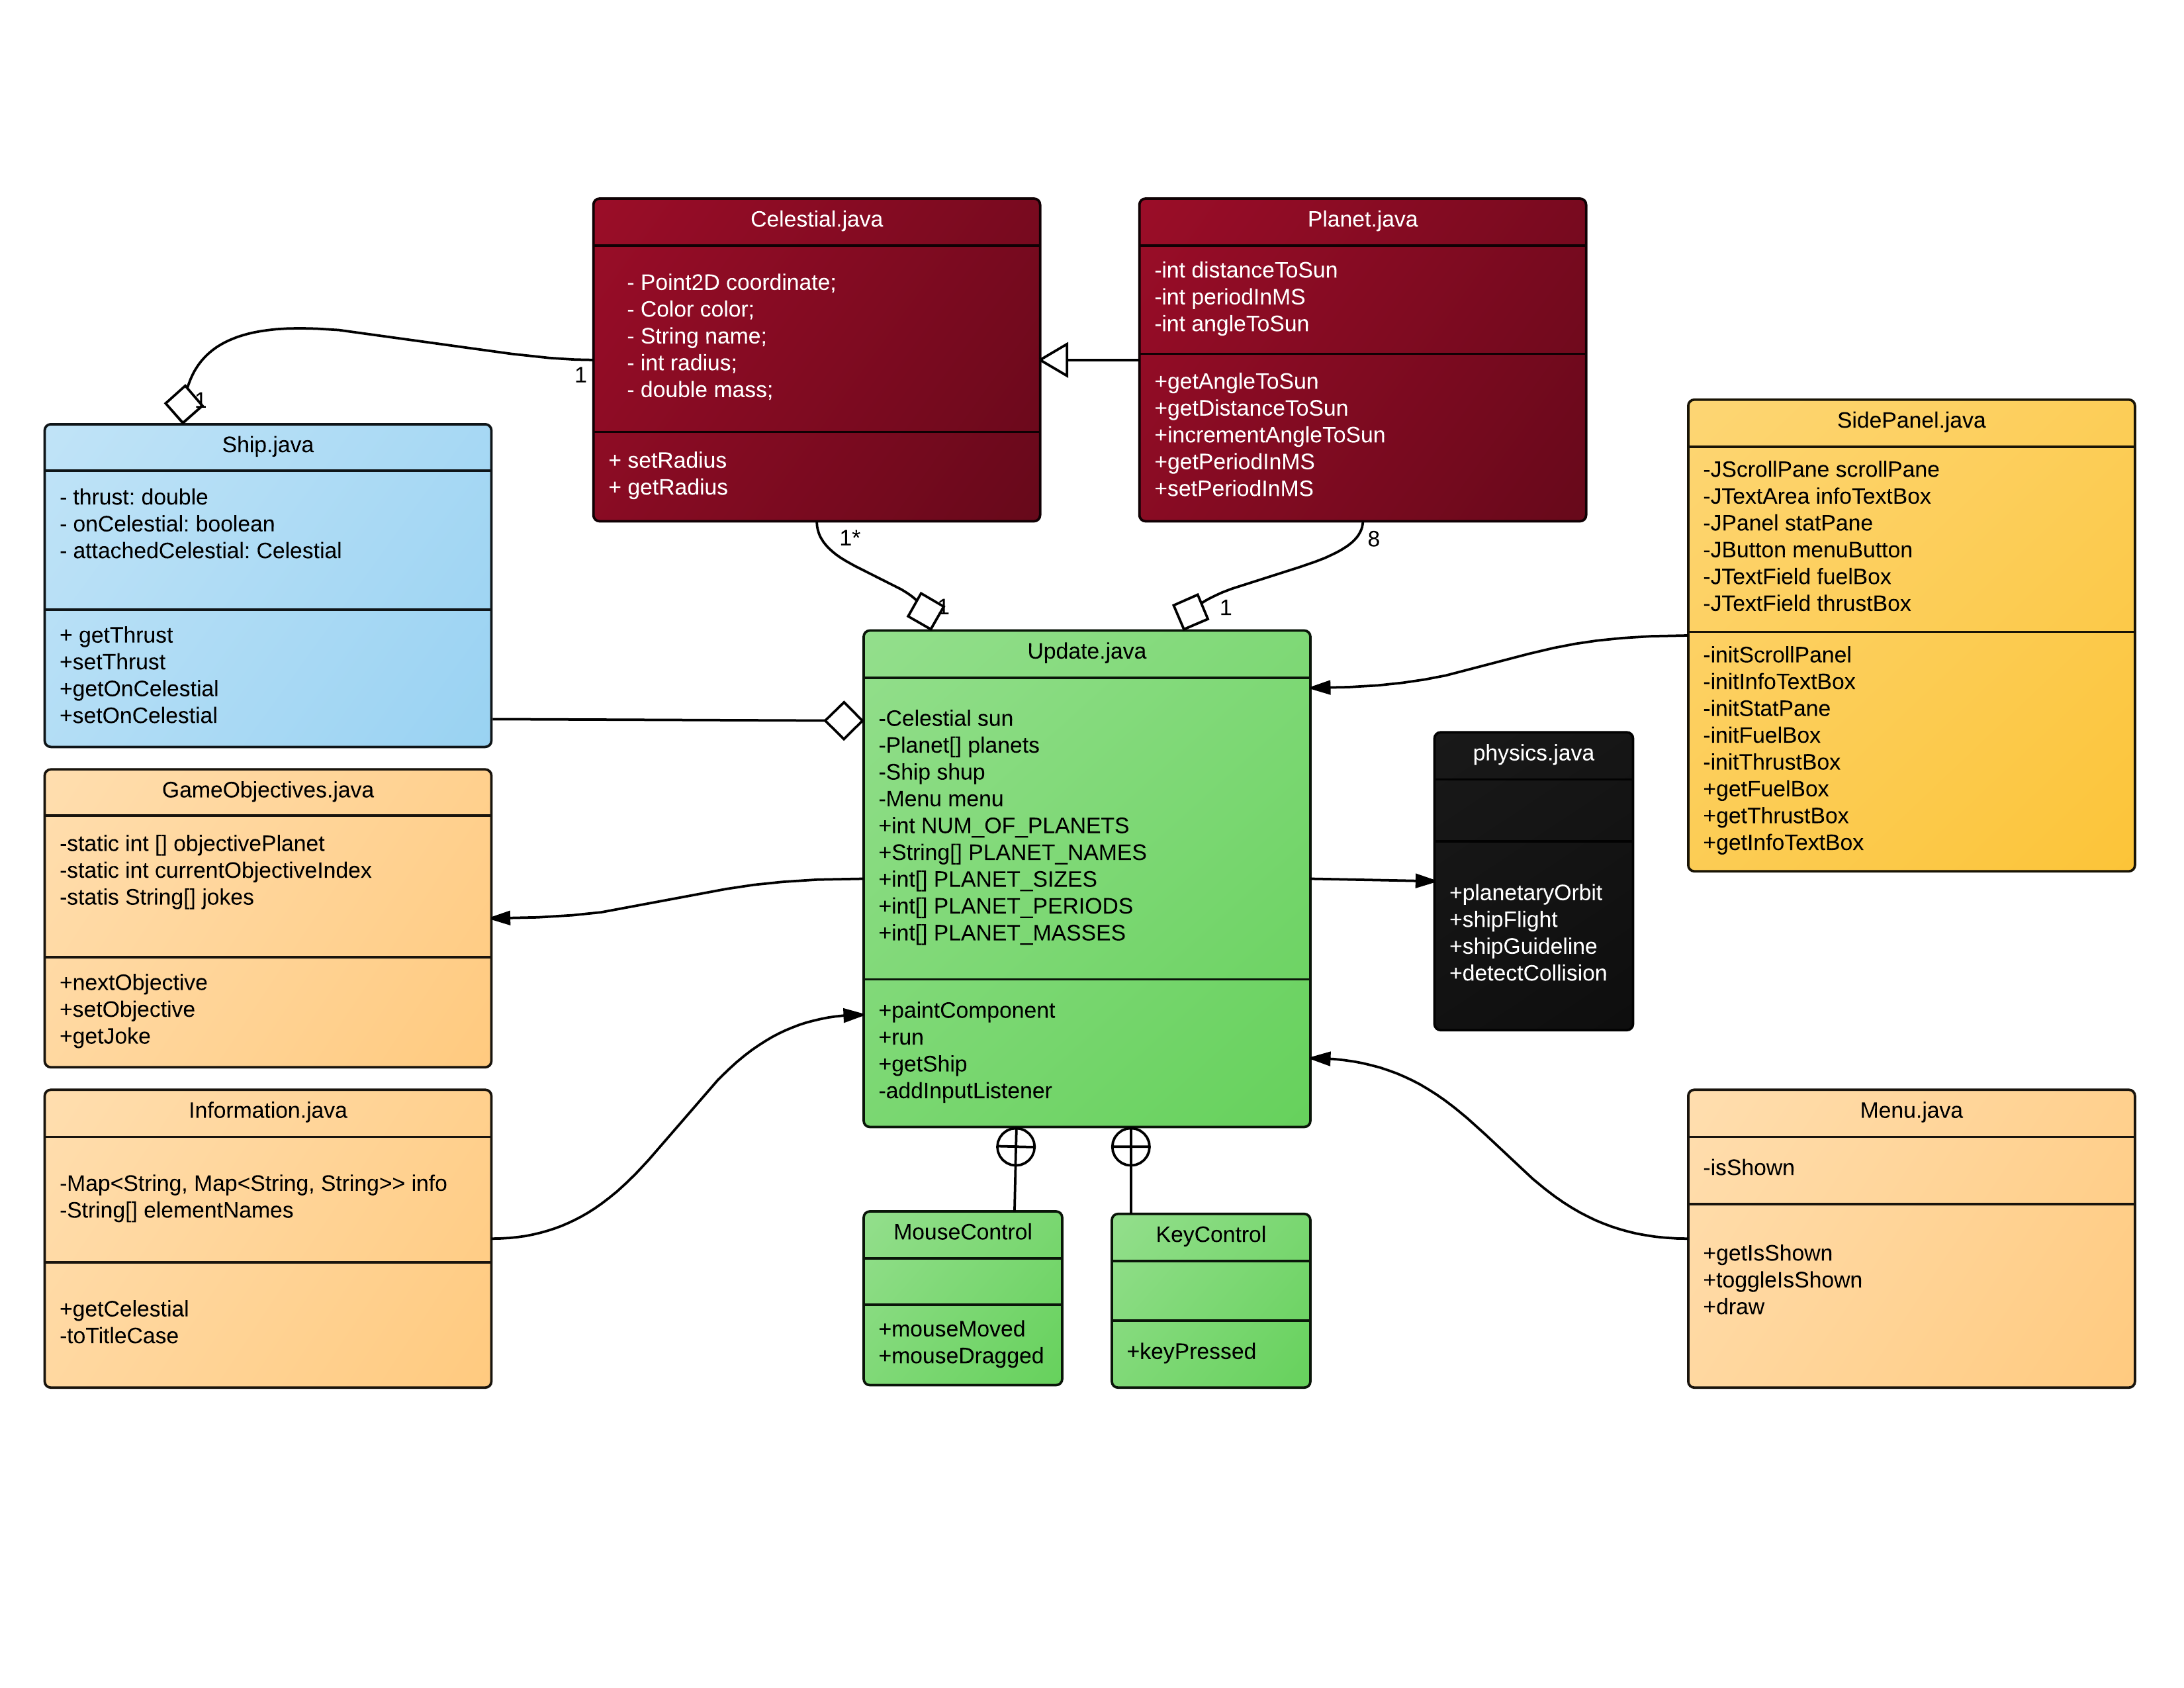 Celestial.java
- Point2D coordinate;
- Color color;
- String name;
- int radius;
- double mass;
+ setRadius
+ getRadius
Planet.java
-int distanceToSun
-int periodInMS
-int angleToSun
+getAngleToSun
+getDistanceToSun
+incrementAngleToSun
+getPeriodInMS
+setPeriodInMS
1
1
1*
1
8
1
Ship.java
- thrust: double
- onCelestial: boolean
- attachedCelestial: Celestial
+ getThrust
+setThrust
+getOnCelestial
+setOnCelestial
SidePanel.java
-JScrollPane scrollPane
-JTextArea infoTextBox
-JPanel statPane
-JButton menuButton
-JTextField fuelBox
-JTextField thrustBox
-initScrollPanel
-initInfoTextBox
-initStatPane
-initFuelBox
-initThrustBox
+getFuelBox
+getThrustBox
+getInfoTextBox
Update.java
-Celestial sun
-Planet[] planets
-Ship shup
-Menu menu
+int NUM_OF_PLANETS
+String[] PLANET_NAMES
+int[] PLANET_SIZES
+int[] PLANET_PERIODS
+int[] PLANET_MASSES
+paintComponent
+run
+getShip
-addInputListener
physics.java
+planetaryOrbit
+shipFlight
+shipGuideline
+detectCollision
GameObjectives.java
-static int [] objectivePlanet
-static int currentObjectiveIndex
-statis String[] jokes
+nextObjective
+setObjective
+getJoke
Information.java
-Map<String, Map<String, String>> info
-String[] elementNames
+getCelestial
-toTitleCase
MouseControl
+mouseMoved
+mouseDragged
KeyControl
+keyPressed
Menu.java
-isShown
+getIsShown
+toggleIsShown
+draw